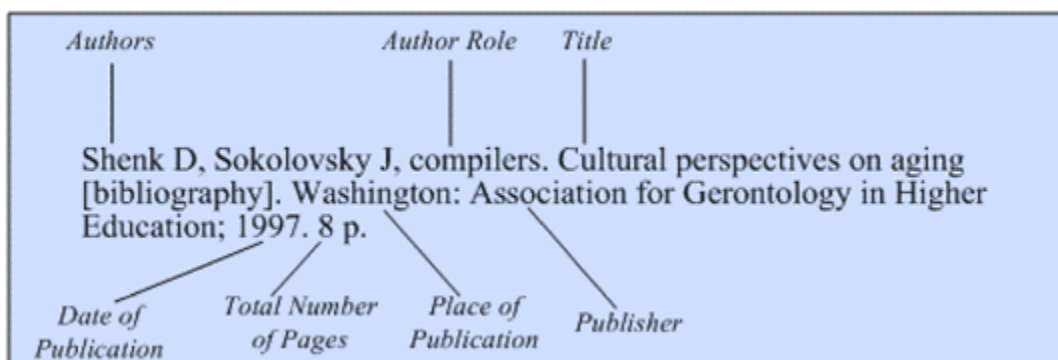 Authors Author Role Title
Shenk D, Sokolovsky J, compilers. Cultural perspectives on aging
[bibliography]. Washington: Association for Gerontology in Higher
Education; 1997. 8 p.
Date of
Publication
Total Number
of Pages
Place of
Publication
Publisher